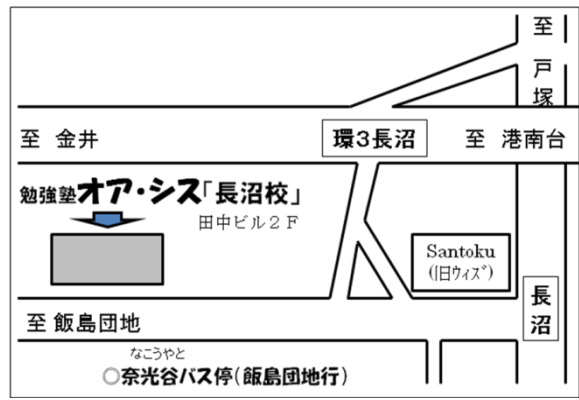 至
戸
塚
至 金井
環3長沼
至 港南台
勉強塾オア・シス「長沼校」
田中ビル2F
Santoku
(旧ウィズ)
長
沼
至 飯島団地
なこうやと
◎奈光谷バス停(飯島団地行)